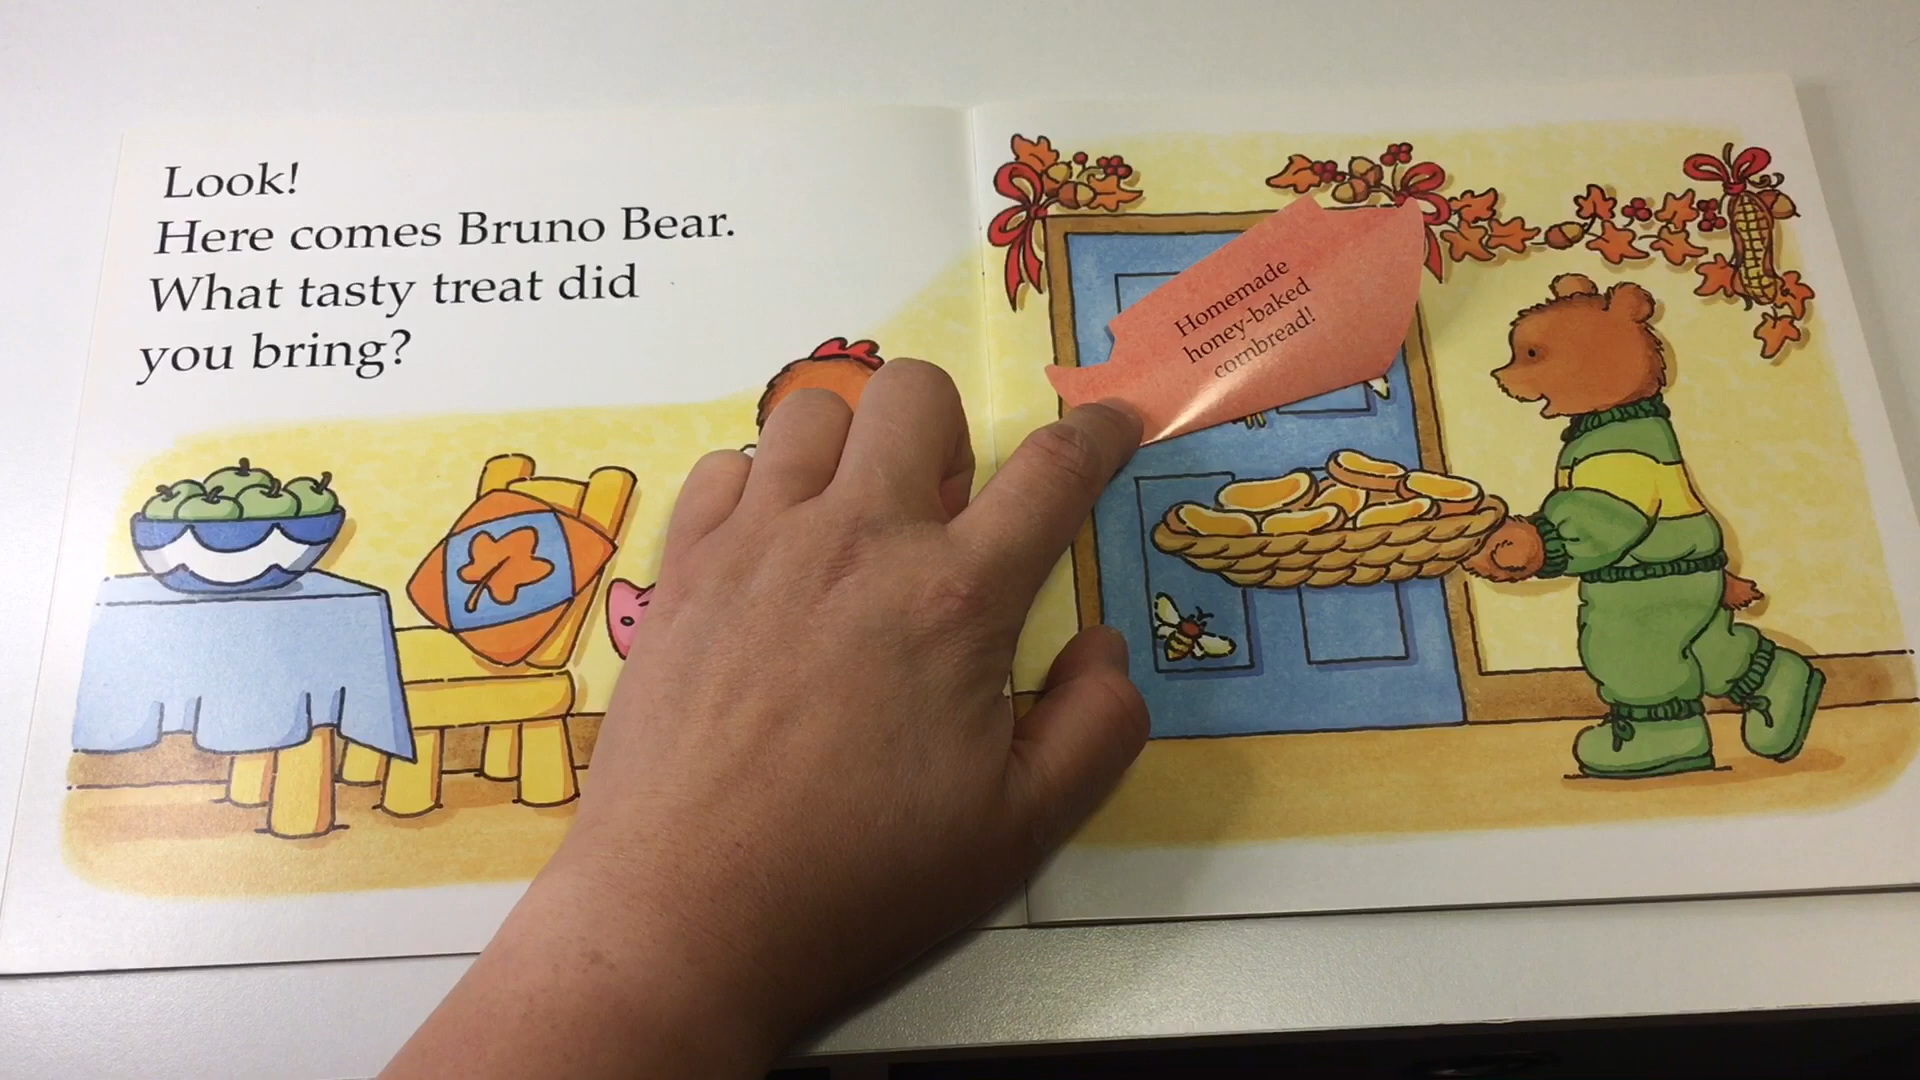 Look!
Here comes Bruno Bear.
What tasty treat did
you bring?
Homemade
honey-baked
cornbread!